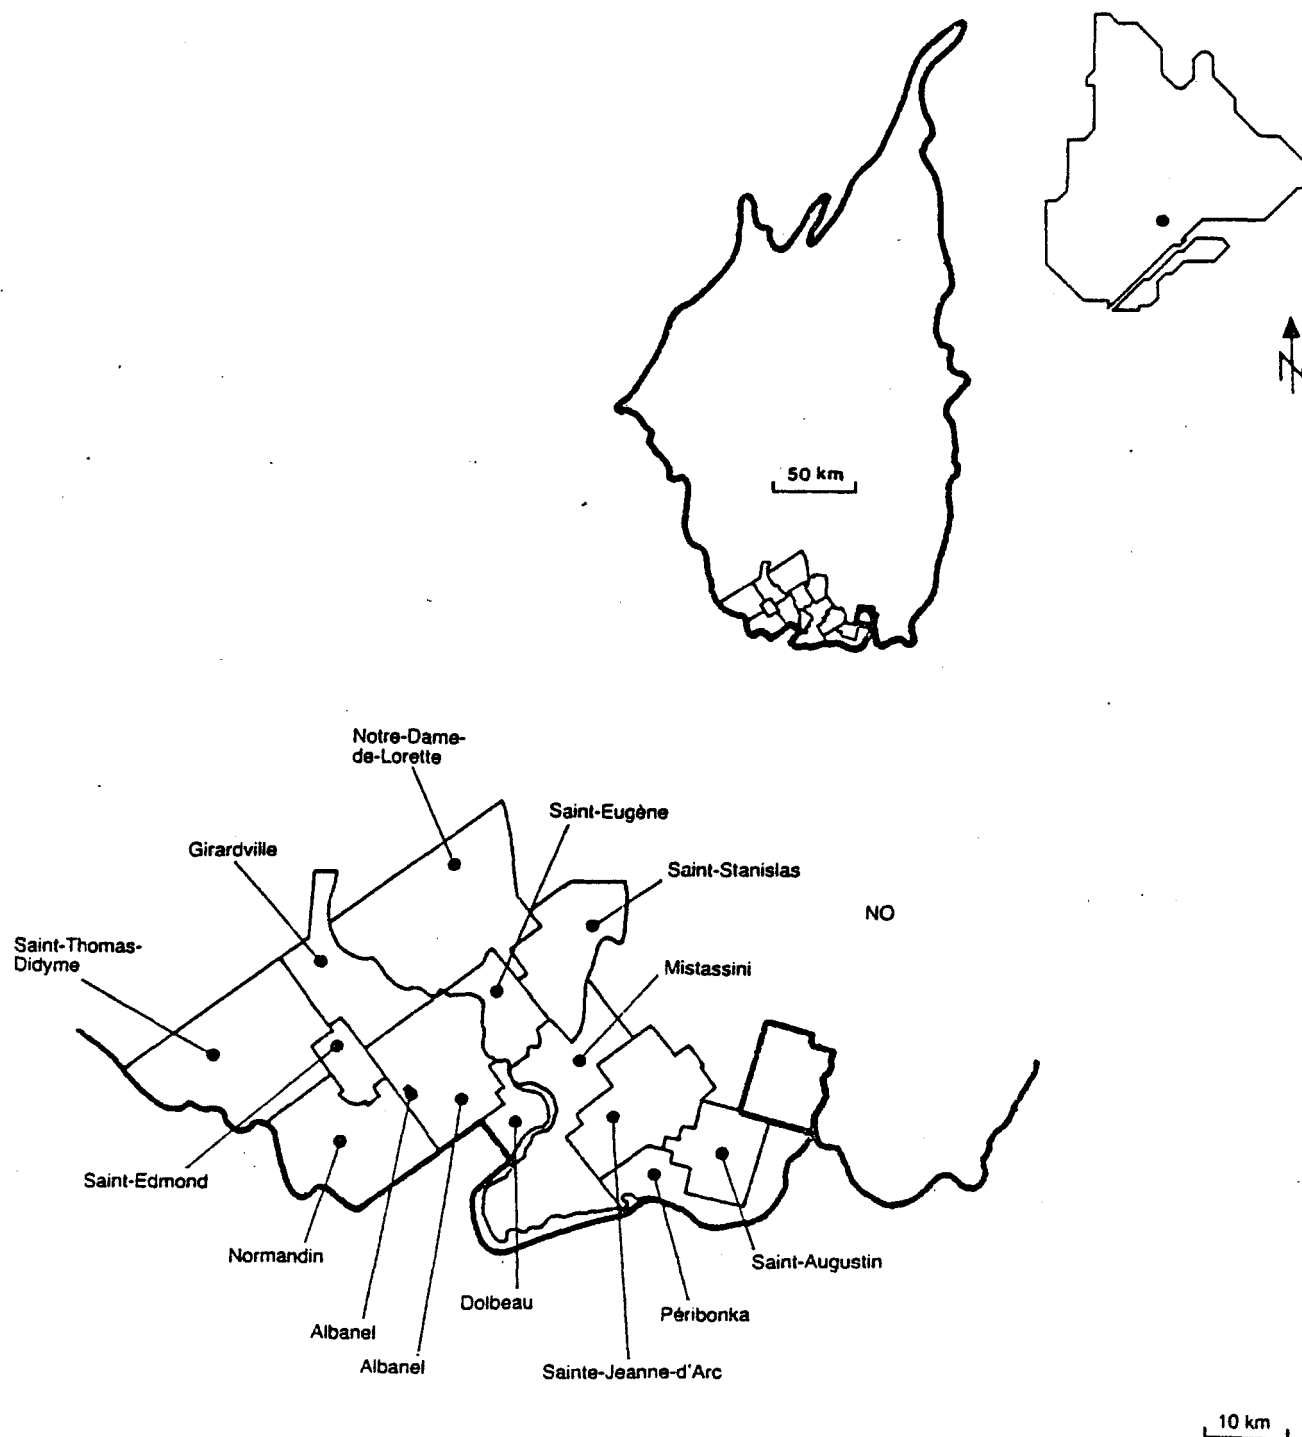 50 km
Notre-Dame-
de-Lorette
Saint-Eugène
Girardville
Saint-Stanislas
NO
Saint-Thomas-
Didyme
Mistassini
Saint-Edmond
Normandin
Saint-Augustin
Dolbeau
Péribonka
Albanel
Albanel
Sainte-Jeanne-d'Arc
10 km
N